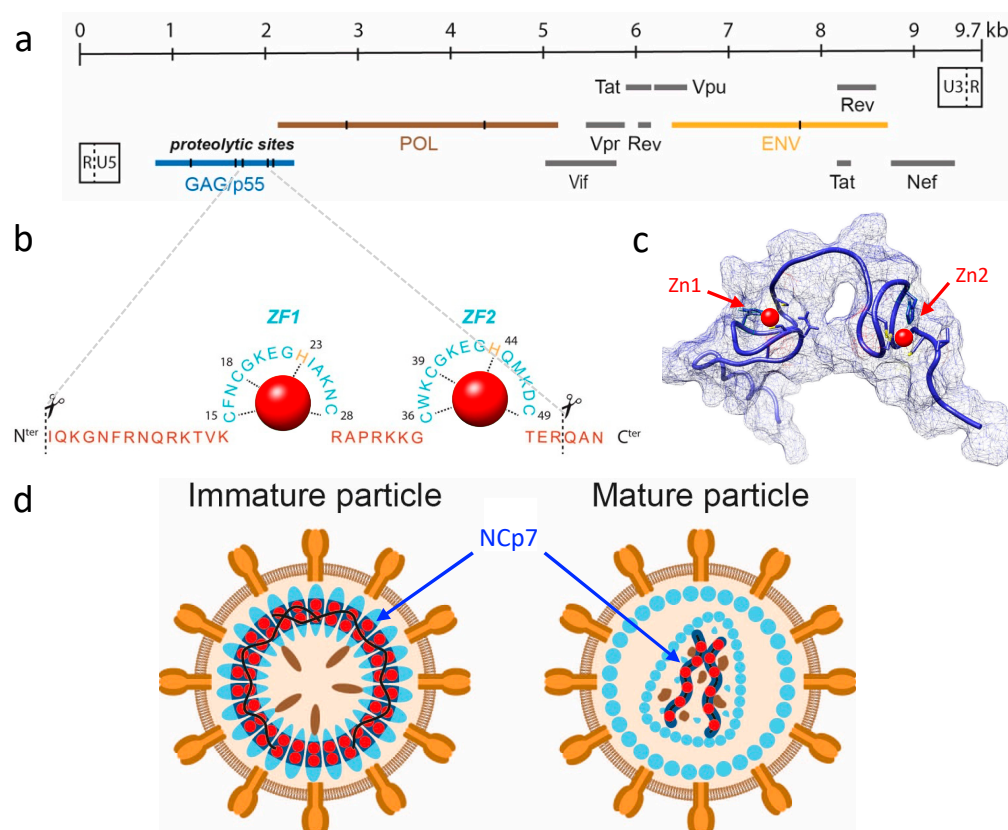 a
0 1 2 3 4 5 6 7 8 9 9.7 kb
Tat Vpu
Rev
U3 R
proteolytic sites
POL
Vpr Rev
ENV
R U5
GAG/p55
Vif
Tat Nef
b
ZF1 ZF2
18 23 39 44
CFNCGKEGHIAKNC CWKCGKEGHQMKDC
15 28 36 49
Nter IQKGNFRNQRKTVK RAPRKKG TERQAN Cter
c
Zn1 Zn2
d
Immature particle Mature particle
NCp7